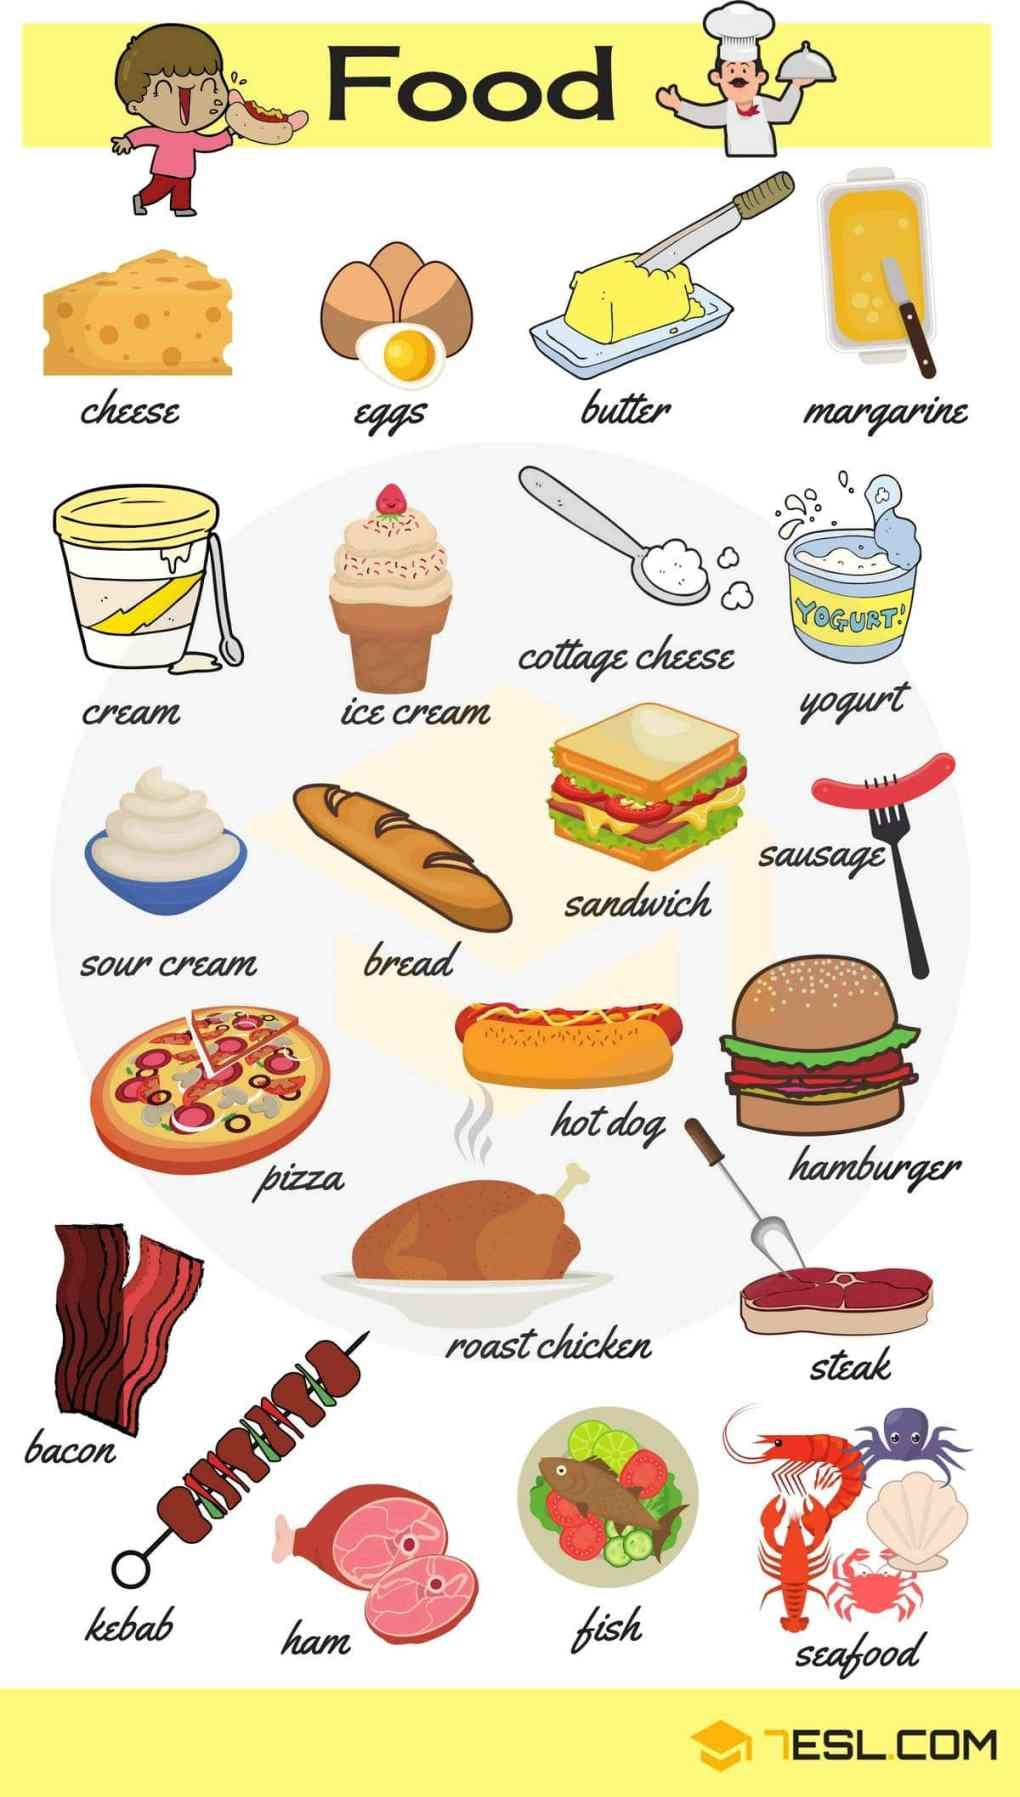 Food
cheese
eggs
butter
margarine
cream
ice cream
cottage cheese
YOGURT!
yogurt
sour cream
bread
sandwich
sausage
pizza
hot dog
hamburger
bacon
roast chicken
steak
kebab
ham
fish
seafood
7ESL.COM